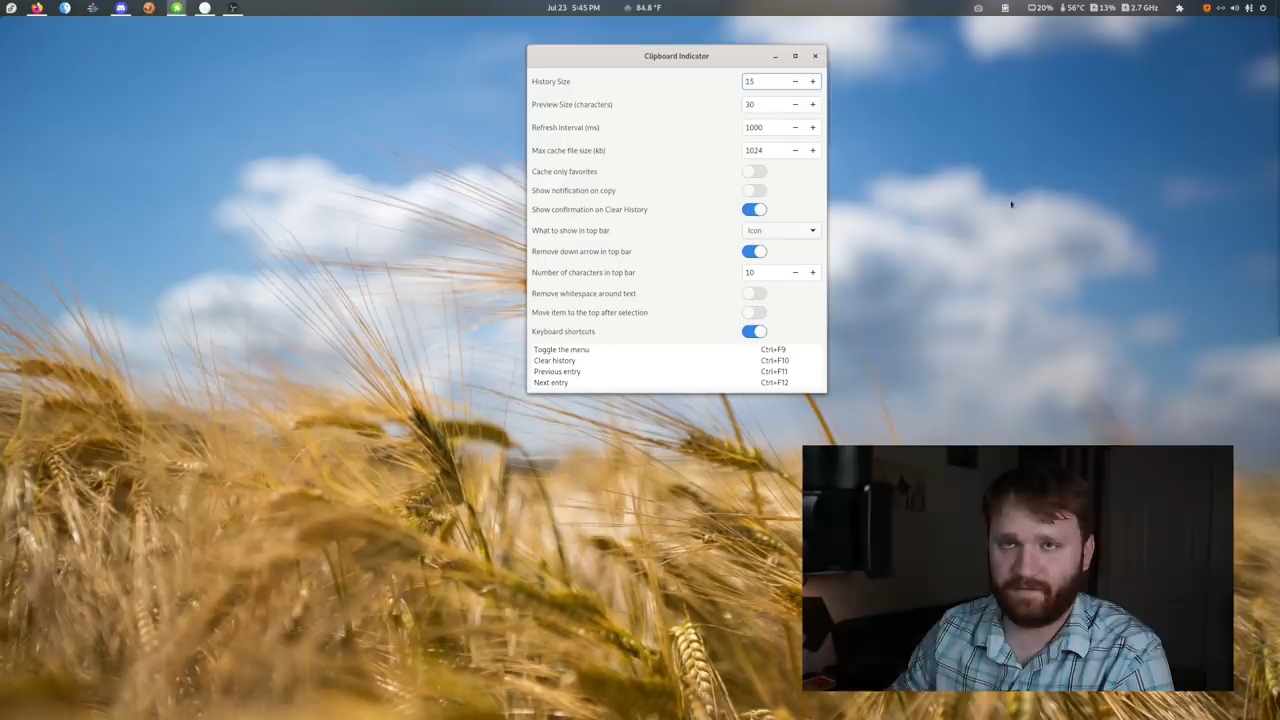 Jul 23 5:45 PM 84.8 °F 20% 56°C 13% 2.7 GHz
Clipboard Indicator
History Size 15
Preview Size (characters) 30
Refresh Interval (ms) 1000
Max cache file size (kb) 1024
Cache only favorites
Show notification on copy
Show confirmation on Clear History
What to show in top bar Icon
Remove down arrow in top bar
Number of characters in top bar 10
Remove whitespace around text
Move item to the top after selection
Keyboard shortcuts
Toggle the menu Ctrl+F9
Clear history Ctrl+F10
Previous entry Ctrl+F11
Next entry Ctrl+F12